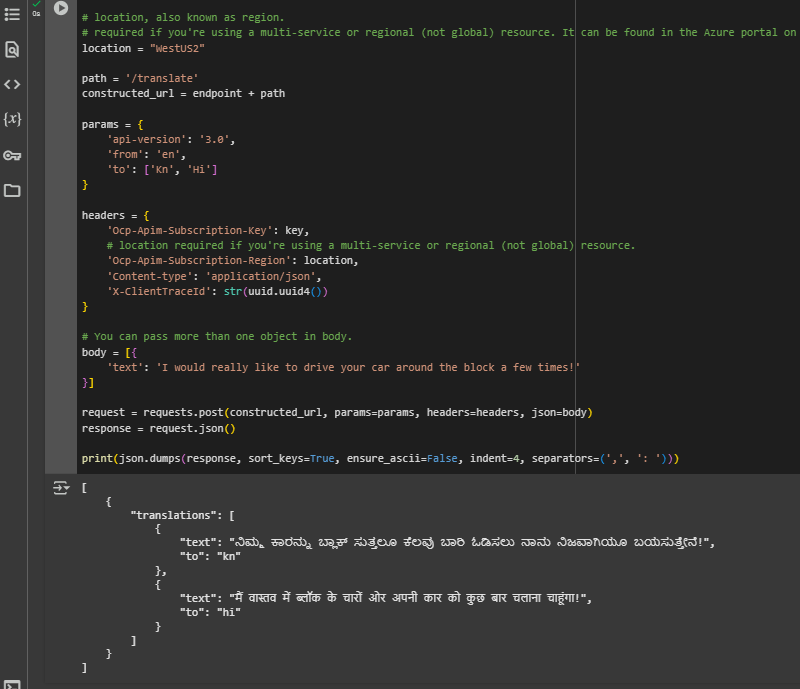 0s
# location, also known as region.
# required if you're using a multi-service or regional (not global) resource. It can be found in the Azure portal on
location = "WestUS2"
path = '/translate'
constructed_url = endpoint + path
params = {
    'api-version': '3.0',
    'from': 'en',
    'to': ['Kn', 'Hi']
}
headers = {
    'Ocp-Apim-Subscription-Key': key,
    # location required if you're using a multi-service or regional (not global) resource.
    'Ocp-Apim-Subscription-Region': location,
    'Content-type': 'application/json',
    'X-ClientTraceId': str(uuid.uuid4())
}
# You can pass more than one object in body.
body = [{
    'text': 'I would really like to drive your car around the block a few times!'
}]
request = requests.post(constructed_url, params=params, headers=headers, json=body)
response = request.json()
print(json.dumps(response, sort_keys=True, ensure_ascii=False, indent=4, separators=(',', ': ')))
[
    {
        "translations": [
            {
                "text": "ನಿಮ್ಮ ಕಾರನ್ನು ಬ್ಲಾಕ್ ಸುತ್ತಲೂ ಕೆಲವು ಬಾರಿ ಓಡಿಸಲು ನಾನು ನಿಜವಾಗಿಯೂ ಬಯಸುತ್ತೇನೆ!",
                "to": "kn"
            },
            {
                "text": "मैं वास्तव में ब्लॉक के चारों ओर अपनी कार को कुछ बार चलाना चाहूंगा!",
                "to": "hi"
            }
        ]
    }
]